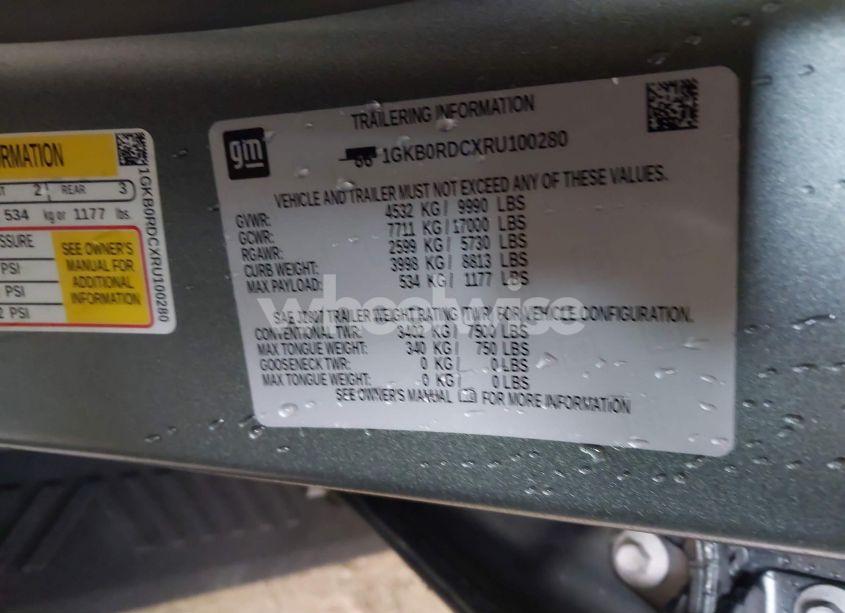 ORMATION
2 REAR 3
534 kg or 1177 lbs.
SSURE
PSI
PSI
2 PSI
SEE OWNER'S
MANUAL FOR
ADDITIONAL
INFORMATION
1GKB0RDCXRU100280
gm
TRAILERING INFORMATION
1GKB0RDCXRU100280
VEHICLE AND TRAILER MUST NOT EXCEED ANY OF THESE VALUES.
GVWR: 4532 KG / 9990 LBS
GCWR: 7711 KG / 17000 LBS
RGAWR: 2599 KG / 5730 LBS
CURB WEIGHT: 3998 KG / 8813 LBS
MAX PAYLOAD: 534 KG / 1177 LBS
wheelwise
SAE J2807 TRAILER WEIGHT RATING (TWR) FOR VEHICLE CONFIGURATION.
CONVENTIONAL TWR: 3402 KG / 7500 LBS
MAX TONGUE WEIGHT: 340 KG / 750 LBS
GOOSENECK TWR: 0 KG / 0 LBS
MAX TONGUE WEIGHT: 0 KG / 0 LBS
SEE OWNER'S MANUAL FOR MORE INFORMATION